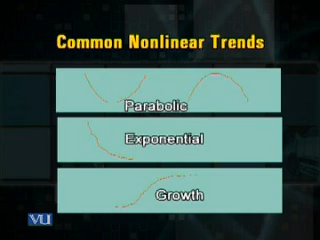 Common Nonlinear Trends
Parabolic
Exponential
Growth
VU